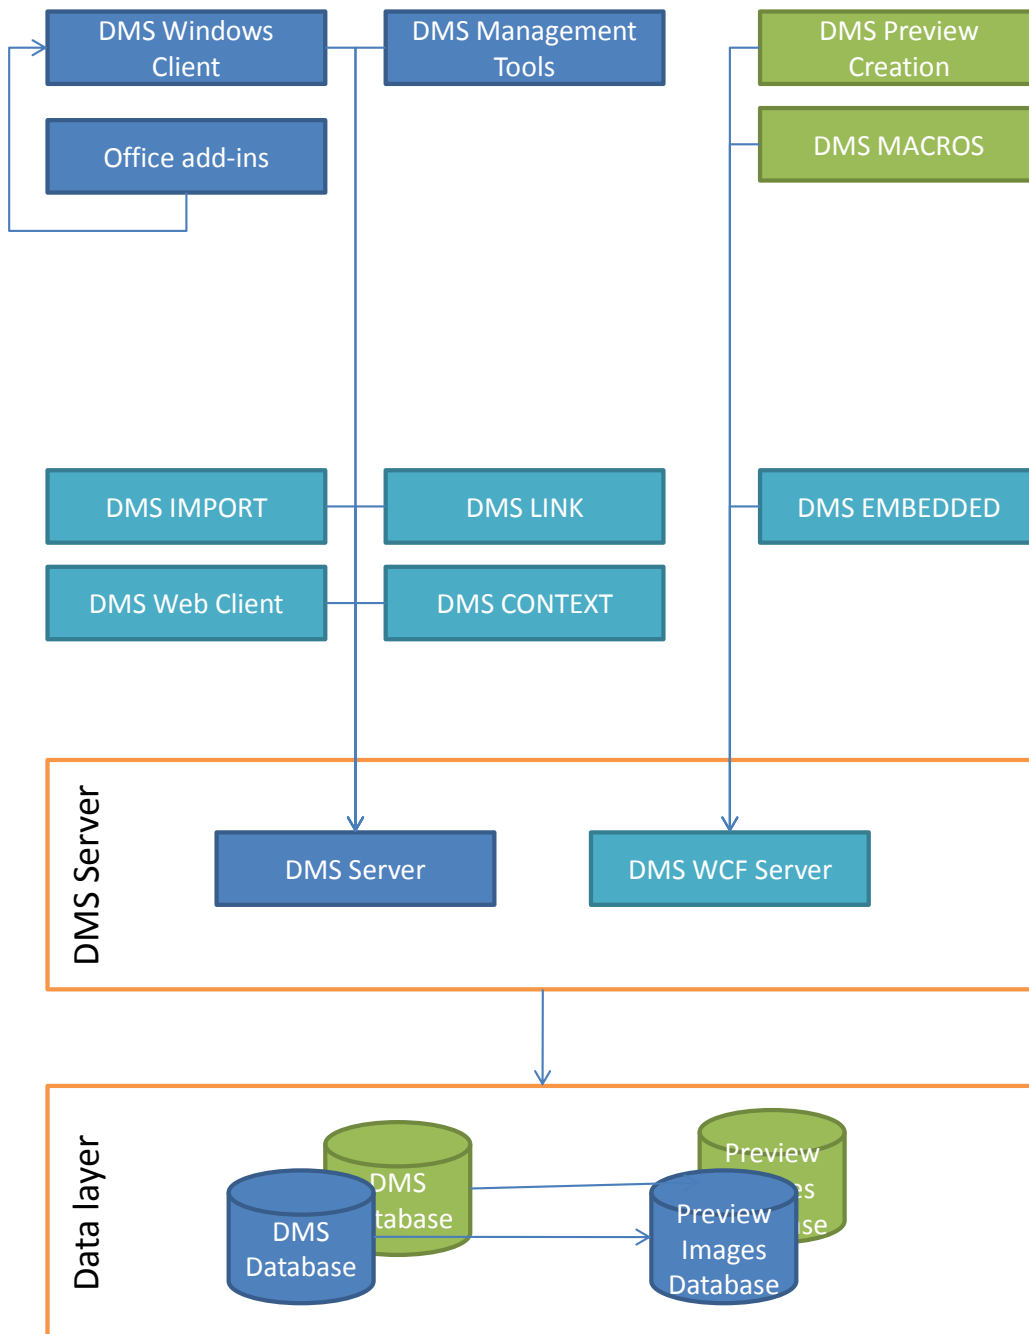 DMS Windows
Client
DMS Management
Tools
DMS Preview
Creation
Office add-ins
DMS MACROS
DMS IMPORT
DMS LINK
DMS EMBEDDED
DMS Web Client
DMS CONTEXT
DMS Server
DMS Server
DMS WCF Server
Data layer
DMS
DMS
Database
Preview
Preview
Images
Database